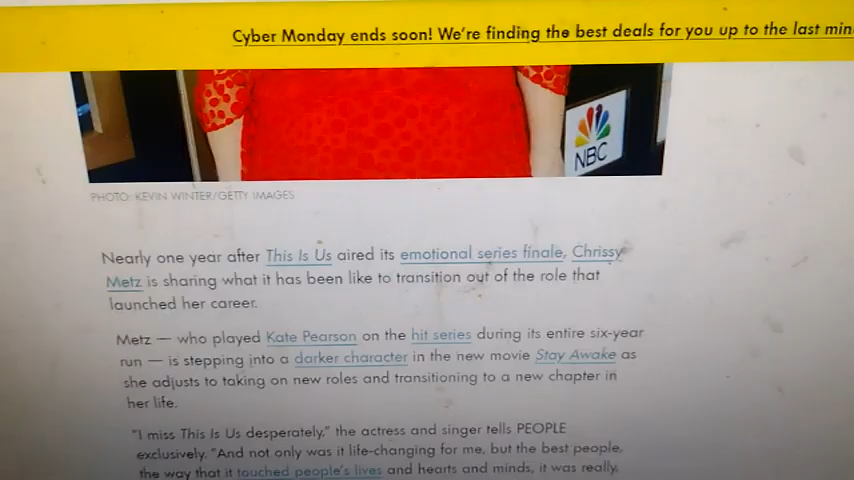 Cyber Monday ends soon! We're finding the best deals for you up to the last min
NBC
PHOTO: KEVIN WINTER/GETTY IMAGES
Nearly one year after This Is Us aired its emotional series finale, Chrissy
Metz is sharing what it has been like to transition out of the role that
launched her career.
Metz — who played Kate Pearson on the hit series during its entire six-year
run — is stepping into a darker character in the new movie Stay Awake as
she adjusts to taking on new roles and transitioning to a new chapter in
her life.
"I miss This Is Us desperately," the actress and singer tells PEOPLE
exclusively. "And not only was it life-changing for me, but the best people,
the way that it touched people's lives and hearts and minds, it was really,